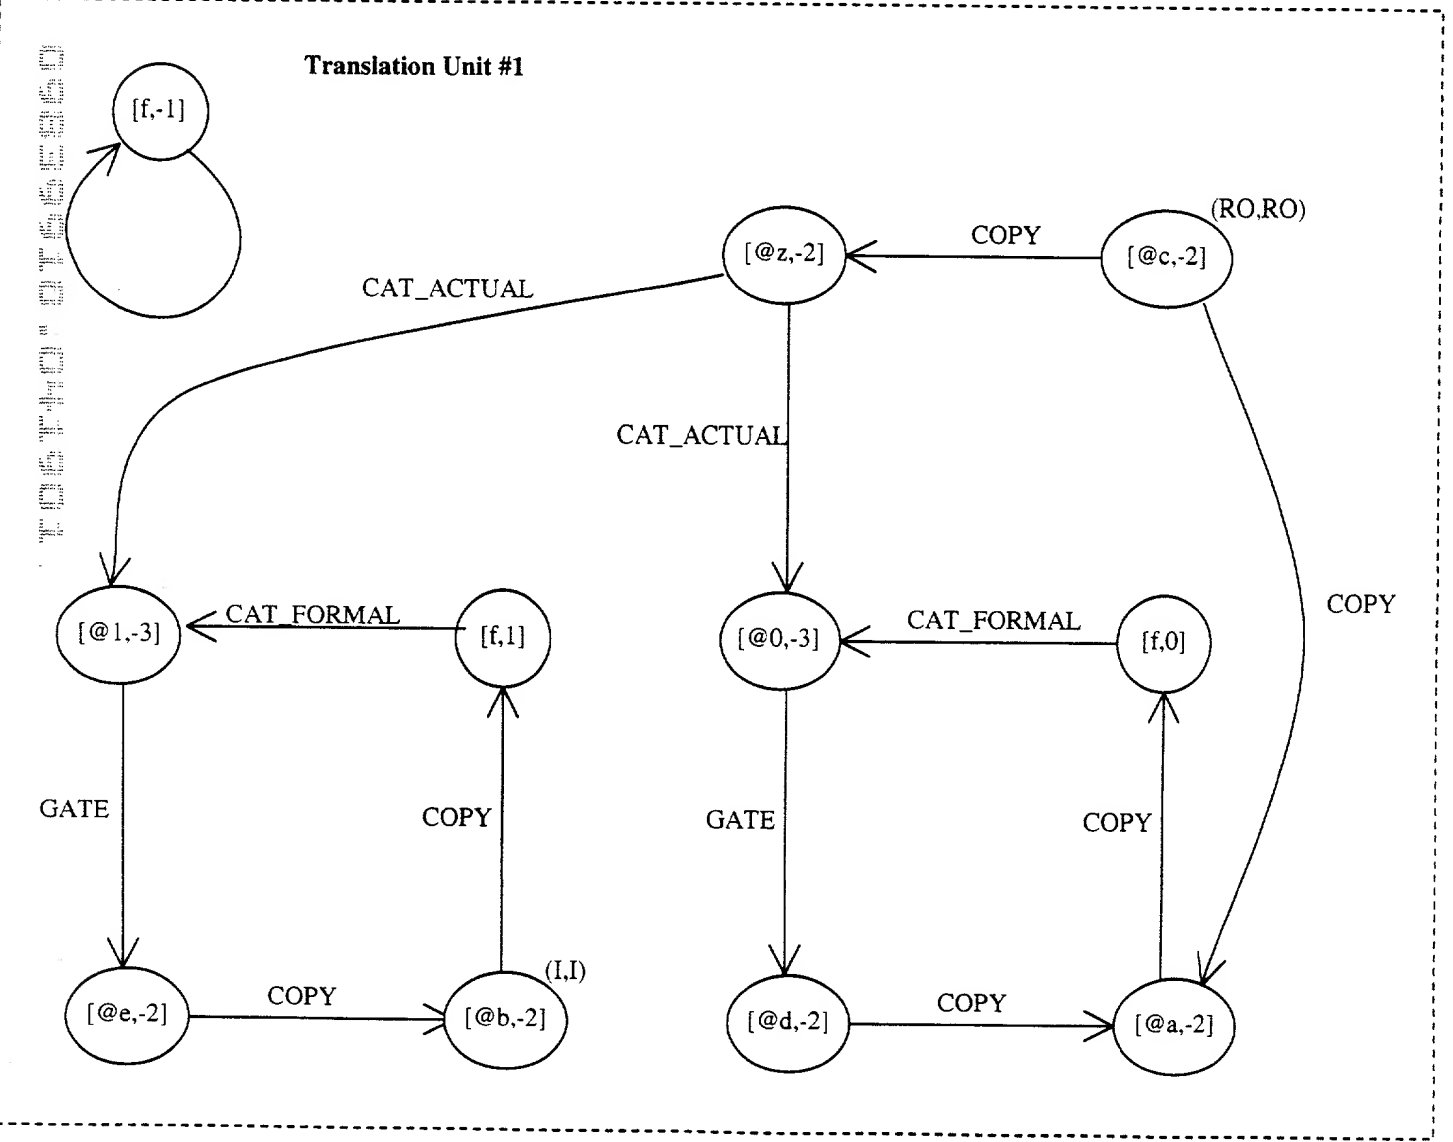 Translation Unit #1
[f,-1]
(RO,RO)
[@z,-2]
COPY
[@c,-2]
CAT_ACTUAL
CAT_ACTUAL
COPY
[@1,-3]
CAT_FORMAL
[f,1]
[@0,-3]
CAT_FORMAL
[f,0]
GATE
COPY
GATE
COPY
(I,I)
[@e,-2]
COPY
[@b,-2]
[@d,-2]
COPY
[@a,-2]